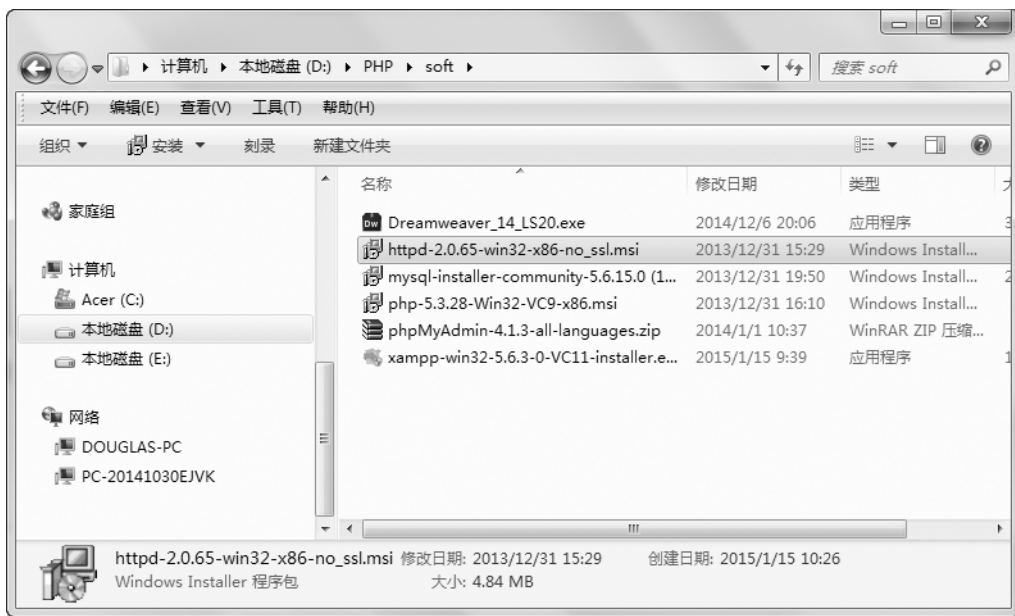 计算机 本地磁盘 (D:) PHP soft 搜索 soft
文件(F) 编辑(E) 查看(V) 工具(T) 帮助(H)
组织 安装 刻录 新建文件夹
名称 修改日期 类型
家庭组
计算机
Acer (C:)
本地磁盘 (D:)
本地磁盘 (E:)
网络
DOUGLAS-PC
PC-20141030EJVK
Dreamweaver_14_LS20.exe 2014/12/6 20:06 应用程序
httpd-2.0.65-win32-x86-no_ssl.msi 2013/12/31 15:29 Windows Install...
mysql-installer-community-5.6.15.0 (1... 2013/12/31 19:50 Windows Install...
php-5.3.28-Win32-VC9-x86.msi 2013/12/31 16:10 Windows Install...
phpMyAdmin-4.1.3-all-languages.zip 2014/1/1 10:37 WinRAR ZIP 压缩...
xampp-win32-5.6.3-0-VC11-installer.e... 2015/1/15 9:39 应用程序
httpd-2.0.65-win32-x86-no_ssl.msi 修改日期: 2013/12/31 15:29 创建日期: 2015/1/15 10:26
Windows Installer 程序包 大小: 4.84 MB